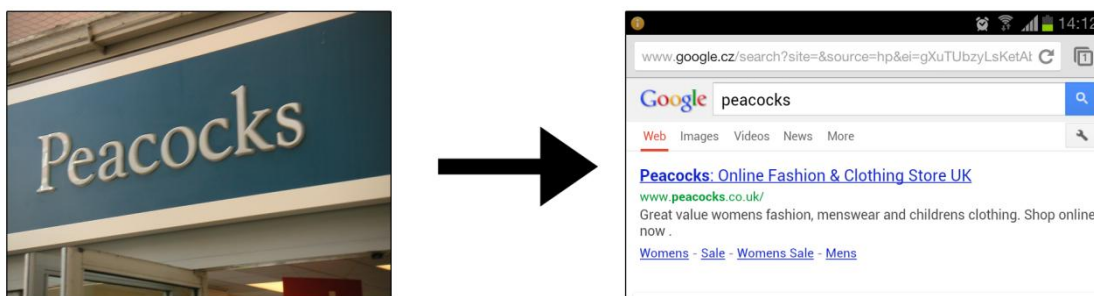 Peacocks
14:12
www.google.cz/search?site=&source=hp&ei=gXuTUbzyLsKetAb
1
Google peacocks
Web Images Videos News More
Peacocks: Online Fashion & Clothing Store UK
www.peacocks.co.uk/
Great value womens fashion, menswear and childrens clothing. Shop online
now .
Womens - Sale - Womens Sale - Mens